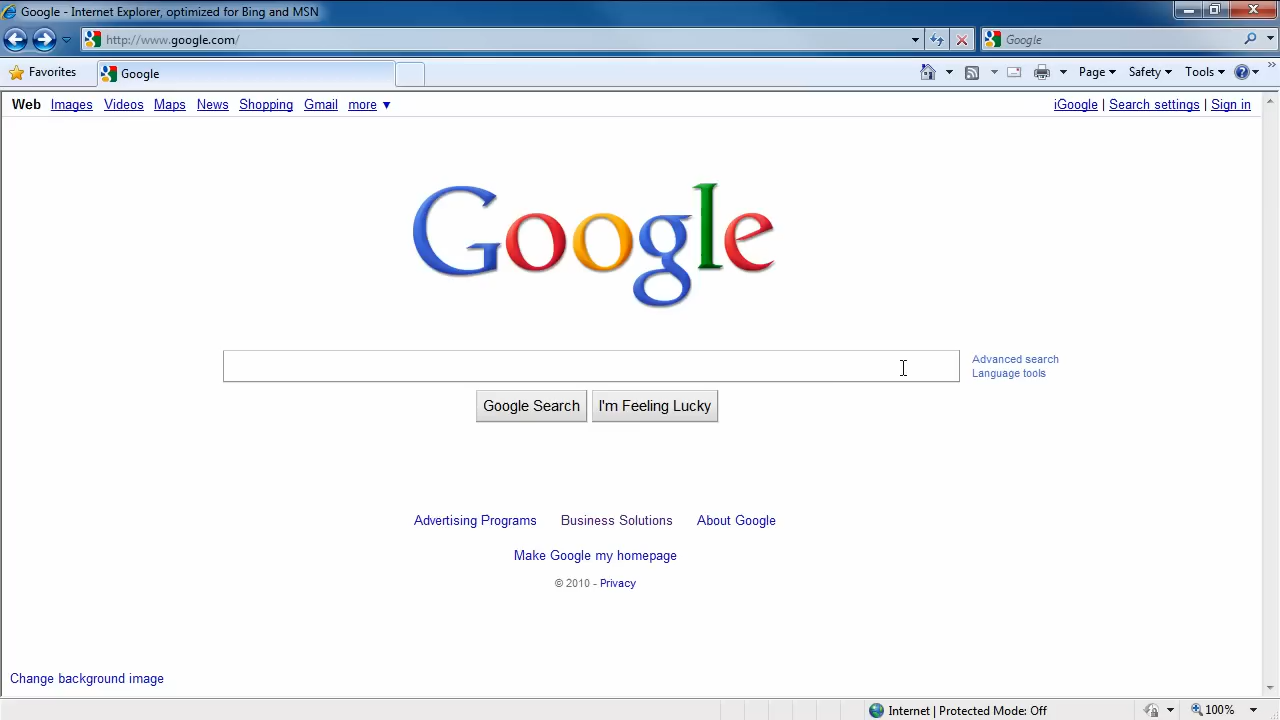 Google - Internet Explorer, optimized for Bing and MSN
http://www.google.com/
Google
Favorites
Google
Page
Safety
Tools
Web Images Videos Maps News Shopping Gmail more ▼
iGoogle | Search settings | Sign in
Google
Advanced search
Language tools
Google Search
I'm Feeling Lucky
Advertising Programs Business Solutions About Google
Make Google my homepage
© 2010 - Privacy
Change background image
Internet | Protected Mode: Off
100%